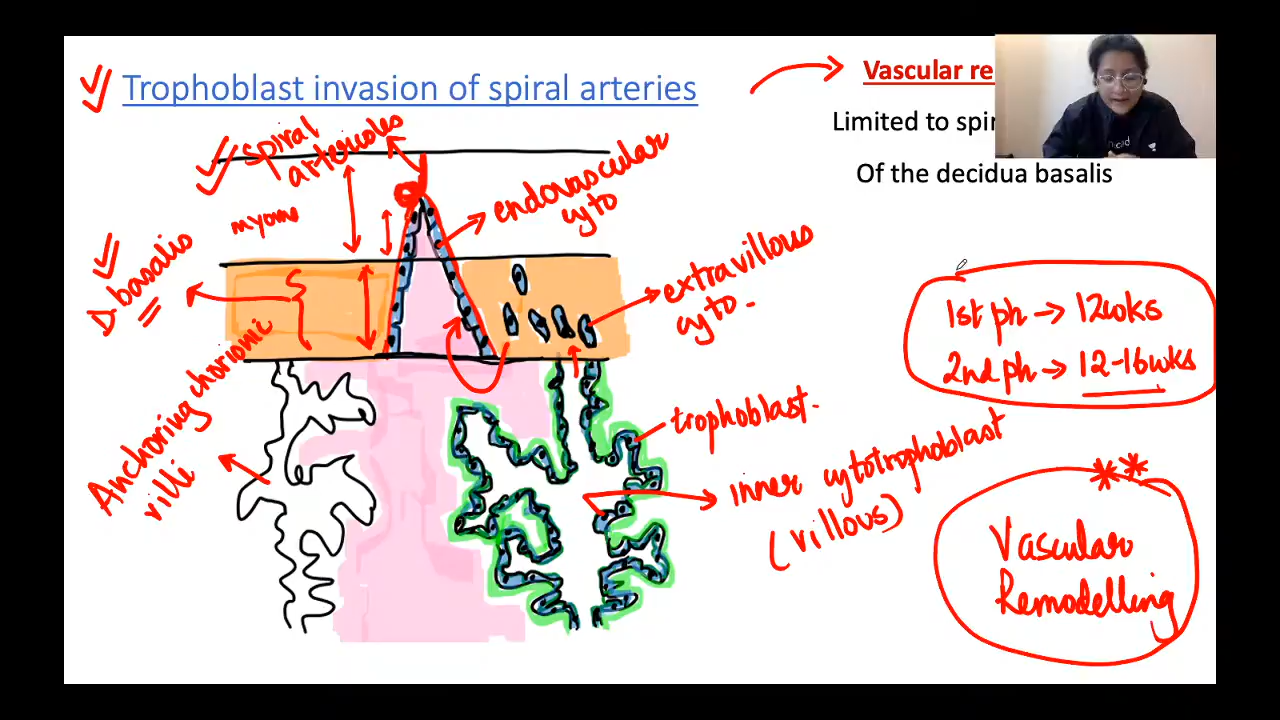 Trophoblast invasion of spiral arteries
Vascular re
Limited to spir
Of the decidua basalis
spiral
arterioles
endovascular
cyto
myome
D. basalis
extravillous
cyto.
1st ph → 12wks
2nd ph → 12-16wks
Anchoring chorionic
villi
trophoblast.
inner cytotrophoblast
(villous)
Vascular
Remodelling